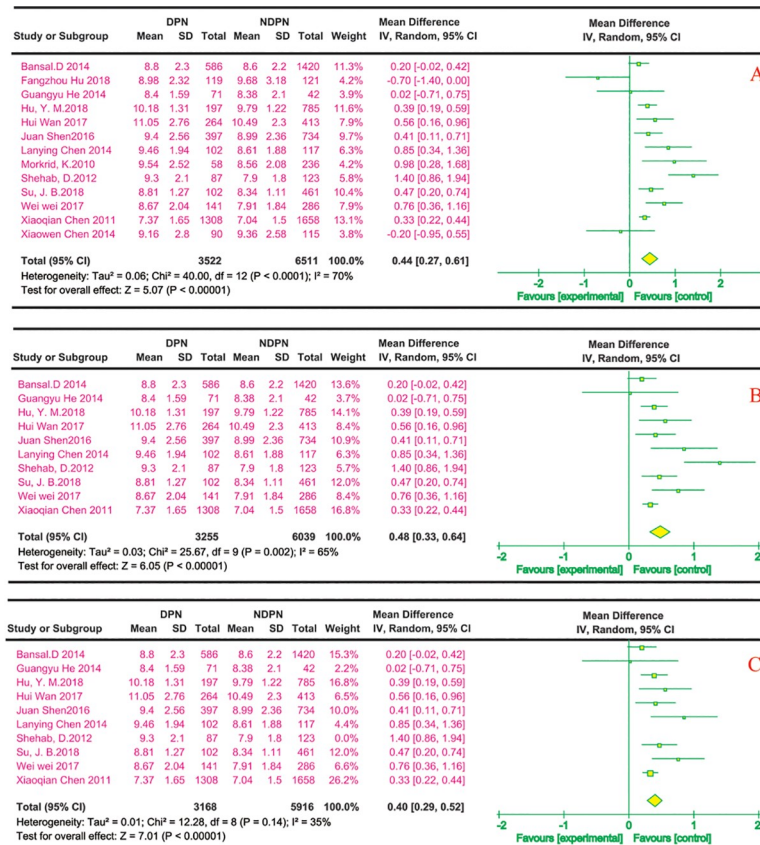 DPN NDPN Mean Difference Mean Difference
Study or Subgroup Mean SD Total Mean SD Total Weight IV, Random, 95% CI IV, Random, 95% CI
Bansal.D 2014 8.8 2.3 586 8.6 2.2 1420 11.3% 0.20 [-0.02, 0.42]
Fangzhou Hu 2018 8.98 2.32 119 9.68 3.18 121 4.2% -0.70 [-1.40, 0.00]
Guangyu He 2014 8.4 1.59 71 8.38 2.1 42 3.9% 0.02 [-0.71, 0.75]
Hu, Y. M.2018 10.18 1.31 197 9.79 1.22 785 11.6% 0.39 [0.19, 0.59]
Hui Wan 2017 11.05 2.76 264 10.49 2.3 413 8.2% 0.56 [0.16, 0.96]
Juan Shen2016 9.4 2.56 397 8.99 2.36 734 9.8% 0.41 [0.11, 0.71]
Lanying Chen 2014 9.46 1.94 102 8.61 1.88 117 6.3% 0.85 [0.34, 1.36]
Morkrid, K.2010 9.54 2.52 58 8.56 2.08 236 4.2% 0.98 [0.28, 1.68]
Shehab, D.2012 9.3 2.1 87 7.9 1.8 123 5.9% 1.40 [0.86, 1.94]
Su, J. B.2018 8.81 1.27 102 8.34 1.11 461 10.3% 0.47 [0.20, 0.74]
Wei wei 2017 8.67 2.04 141 7.91 1.84 286 7.2% 0.76 [0.36, 1.16]
Xiaoqian Chen 2011 7.37 1.65 1308 7.04 1.5 1658 13.1% 0.33 [0.22, 0.44]
Xiaowen Chen 2014 9.16 2.8 90 9.36 2.58 115 3.8% -0.20 [-0.95, 0.55]
A
Total (95% CI) 3522 6511 100.0% 0.44 [0.27, 0.61]
Heterogeneity: Tau² = 0.06; Chi² = 40.00, df = 12 (P < 0.0001); I² = 70%
Test for overall effect: Z = 5.07 (P < 0.00001)
-2 -1 0 1 2
Favours [experimental] Favours [control]
DPN NDPN Mean Difference Mean Difference
Study or Subgroup Mean SD Total Mean SD Total Weight IV, Random, 95% CI IV, Random, 95% CI
Bansal.D 2014 8.8 2.3 586 8.6 2.2 1420 13.6% 0.20 [-0.02, 0.42]
Guangyu He 2014 8.4 1.59 71 8.38 2.1 42 3.5% 0.02 [-0.71, 0.75]
Hu, Y. M.2018 10.18 1.31 197 9.79 1.22 785 14.1% 0.39 [0.19, 0.59]
Hui Wan 2017 11.05 2.76 264 10.49 2.3 413 8.5% 0.56 [0.16, 0.96]
Juan Shen2016 9.4 2.56 397 8.99 2.36 734 11.0% 0.41 [0.11, 0.71]
Lanying Chen 2014 9.46 1.94 102 8.61 1.88 117 6.2% 0.85 [0.34, 1.36]
Shehab, D.2012 9.3 2.1 87 7.9 1.8 123 5.7% 1.40 [0.86, 1.94]
Su, J. B.2018 8.81 1.27 102 8.34 1.11 461 12.0% 0.47 [0.20, 0.74]
Wei wei 2017 8.67 2.04 141 7.91 1.84 286 8.4% 0.76 [0.36, 1.16]
Xiaoqian Chen 2011 7.37 1.65 1308 7.04 1.5 1658 16.8% 0.33 [0.22, 0.44]
B
Total (95% CI) 3255 6039 100.0% 0.48 [0.33, 0.64]
Heterogeneity: Tau² = 0.03; Chi² = 25.67, df = 9 (P = 0.002); I² = 65%
Test for overall effect: Z = 6.05 (P < 0.00001)
-2 -1 0 1 2
Favours [experimental] Favours [control]
DPN NDPN Mean Difference Mean Difference
Study or Subgroup Mean SD Total Mean SD Total Weight IV, Random, 95% CI IV, Random, 95% CI
Bansal.D 2014 8.8 2.3 586 8.6 2.2 1420 15.3% 0.20 [-0.02, 0.42]
Guangyu He 2014 8.4 1.59 71 8.38 2.1 42 2.2% 0.02 [-0.71, 0.75]
Hu, Y. M.2018 10.18 1.31 197 9.79 1.22 785 16.7% 0.39 [0.19, 0.59]
Hui Wan 2017 11.05 2.76 264 10.49 2.3 413 6.8% 0.56 [0.16, 0.96]
Juan Shen2016 9.4 2.56 397 8.99 2.36 734 10.2% 0.41 [0.11, 0.71]
Lanying Chen 2014 9.46 1.94 102 8.61 1.88 117 4.4% 0.85 [0.34, 1.36]
Shehab, D.2012 9.3 2.1 87 7.9 1.8 123 0.0% 1.40 [0.86, 1.94]
Su, J. B.2018 8.81 1.27 102 8.34 1.11 461 11.9% 0.47 [0.20, 0.74]
Wei wei 2017 8.67 2.04 141 7.91 1.84 286 6.6% 0.76 [0.36, 1.16]
Xiaoqian Chen 2011 7.37 1.65 1308 7.04 1.5 1658 26.2% 0.33 [0.22, 0.44]
C
Total (95% CI) 3168 5916 100.0% 0.40 [0.29, 0.52]
Heterogeneity: Tau² = 0.01; Chi² = 12.28, df = 8 (P = 0.14); I² = 35%
Test for overall effect: Z = 7.01 (P < 0.00001)
-2 -1 0 1 2
Favours [experimental] Favours [control]